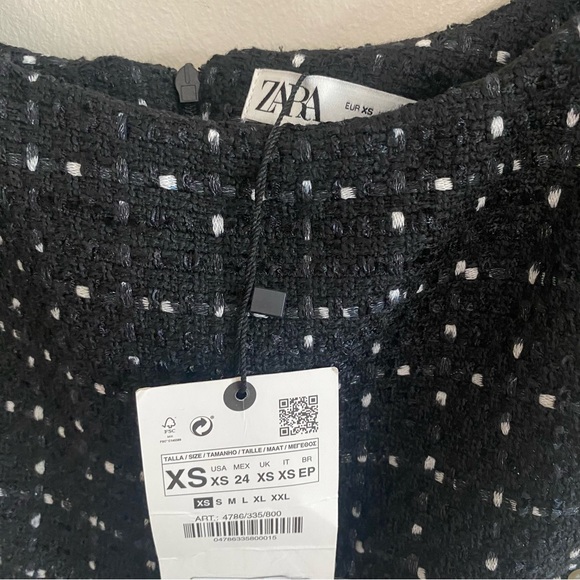 ZARA
EUR XS
FSC
TALLA / SIZE / TAMANHO / TAILLE / MAAT / ΜΕΓΕΘΟΣ
XS
USA MEX UK IT BR
XS 24 XS XS EP
XS S M L XL XXL
ART.: 4786/335/800
04786335800015